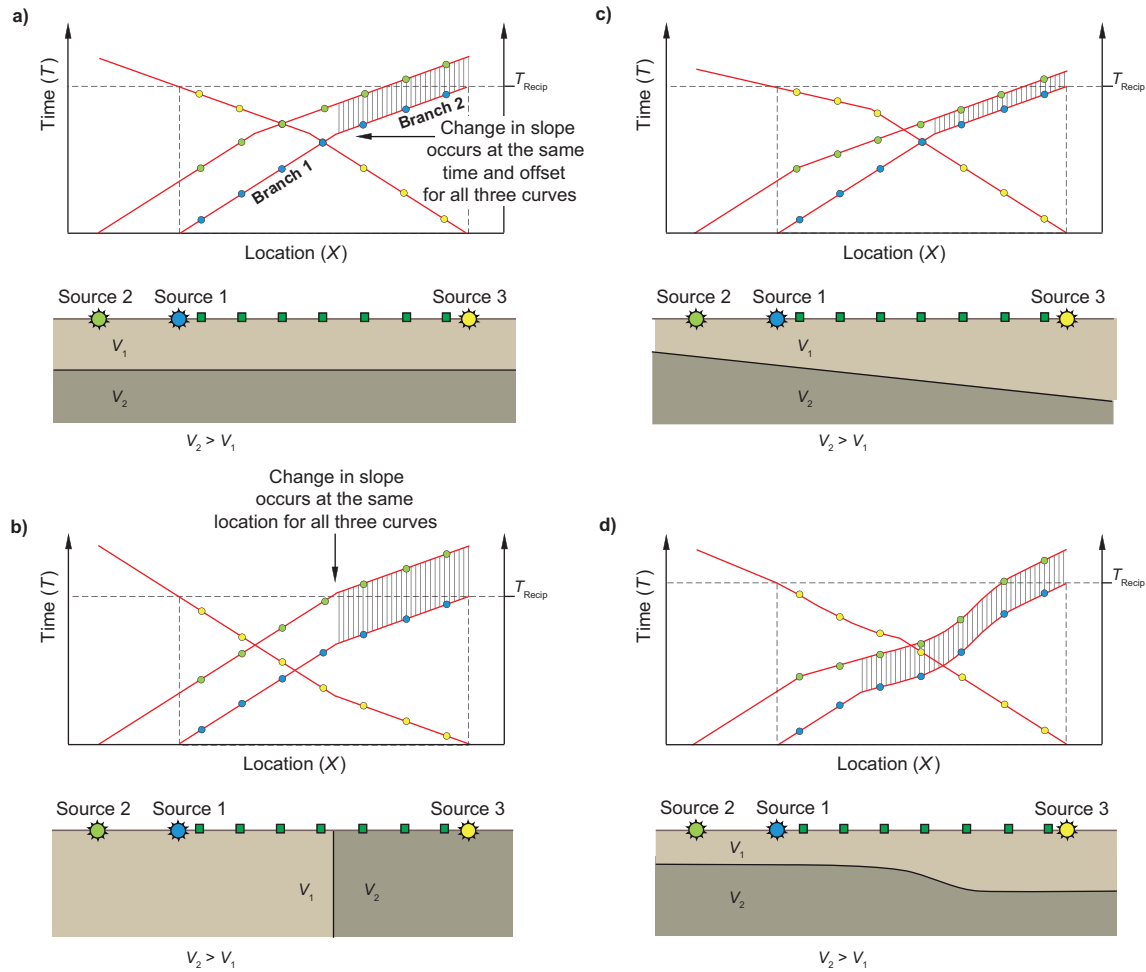 a)
Time (T)
T Recip
Branch 2
Branch 1
Change in slope
occurs at the same
time and offset
for all three curves
Location (X)
Source 2
Source 1
Source 3
V1
V2
V2 > V1
b)
Change in slope
occurs at the same
location for all three curves
Time (T)
T Recip
Location (X)
Source 2
Source 1
Source 3
V1
V2
V2 > V1
c)
Time (T)
T Recip
Location (X)
Source 2
Source 1
Source 3
V1
V2
V2 > V1
d)
Time (T)
T Recip
Location (X)
Source 2
Source 1
Source 3
V1
V2
V2 > V1